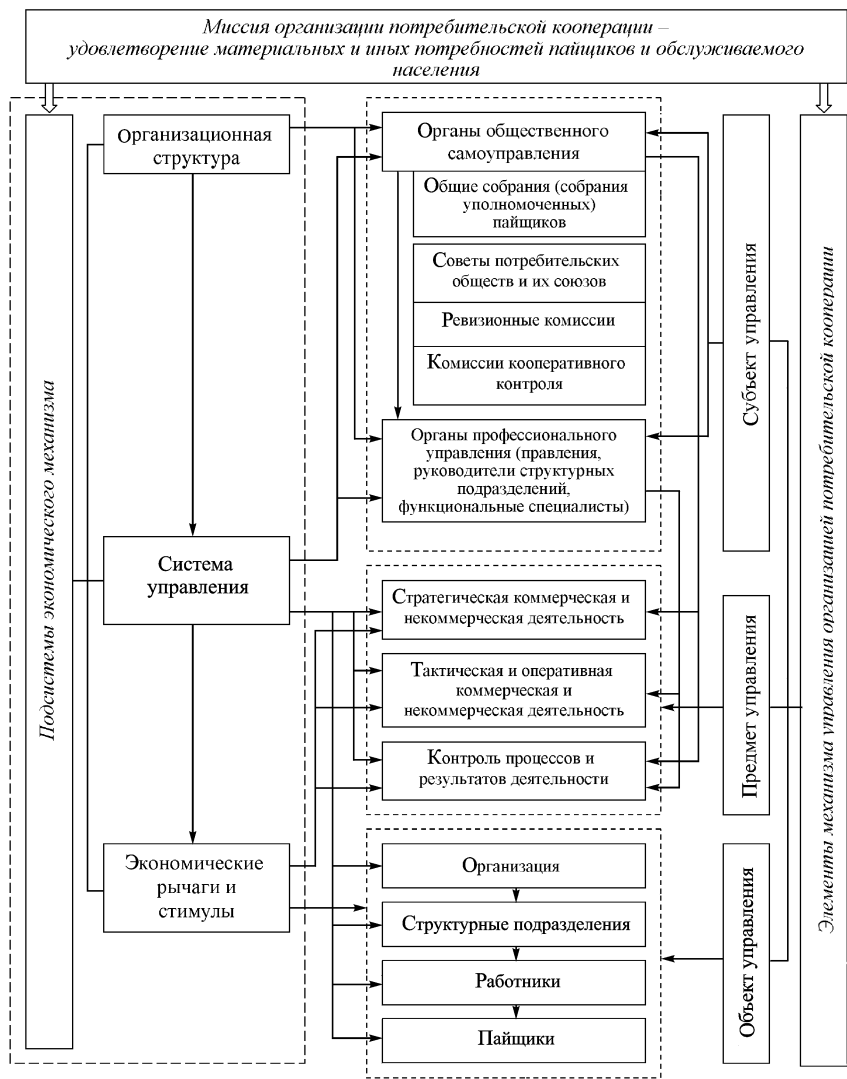 Миссия организации потребительской кооперации –
удовлетворение материальных и иных потребностей пайщиков и обслуживаемого
населения
Подсистемы экономического механизма
Организационная
структура
Система
управления
Экономические
рычаги и
стимулы
Органы общественного
самоуправления
Общие собрания (собрания
уполномоченных)
пайщиков
Советы потребительских
обществ и их союзов
Ревизионные комиссии
Комиссии кооперативного
контроля
Органы профессионального
управления (правления,
руководители структурных
подразделений,
функциональные специалисты)
Стратегическая коммерческая и
некоммерческая деятельность
Тактическая и оперативная
коммерческая и
некоммерческая деятельность
Контроль процессов и
результатов деятельности
Организация
Структурные подразделения
Работники
Пайщики
Субъект управления
Предмет управления
Объект управления
Элементы механизма управления организацией потребительской кооперации